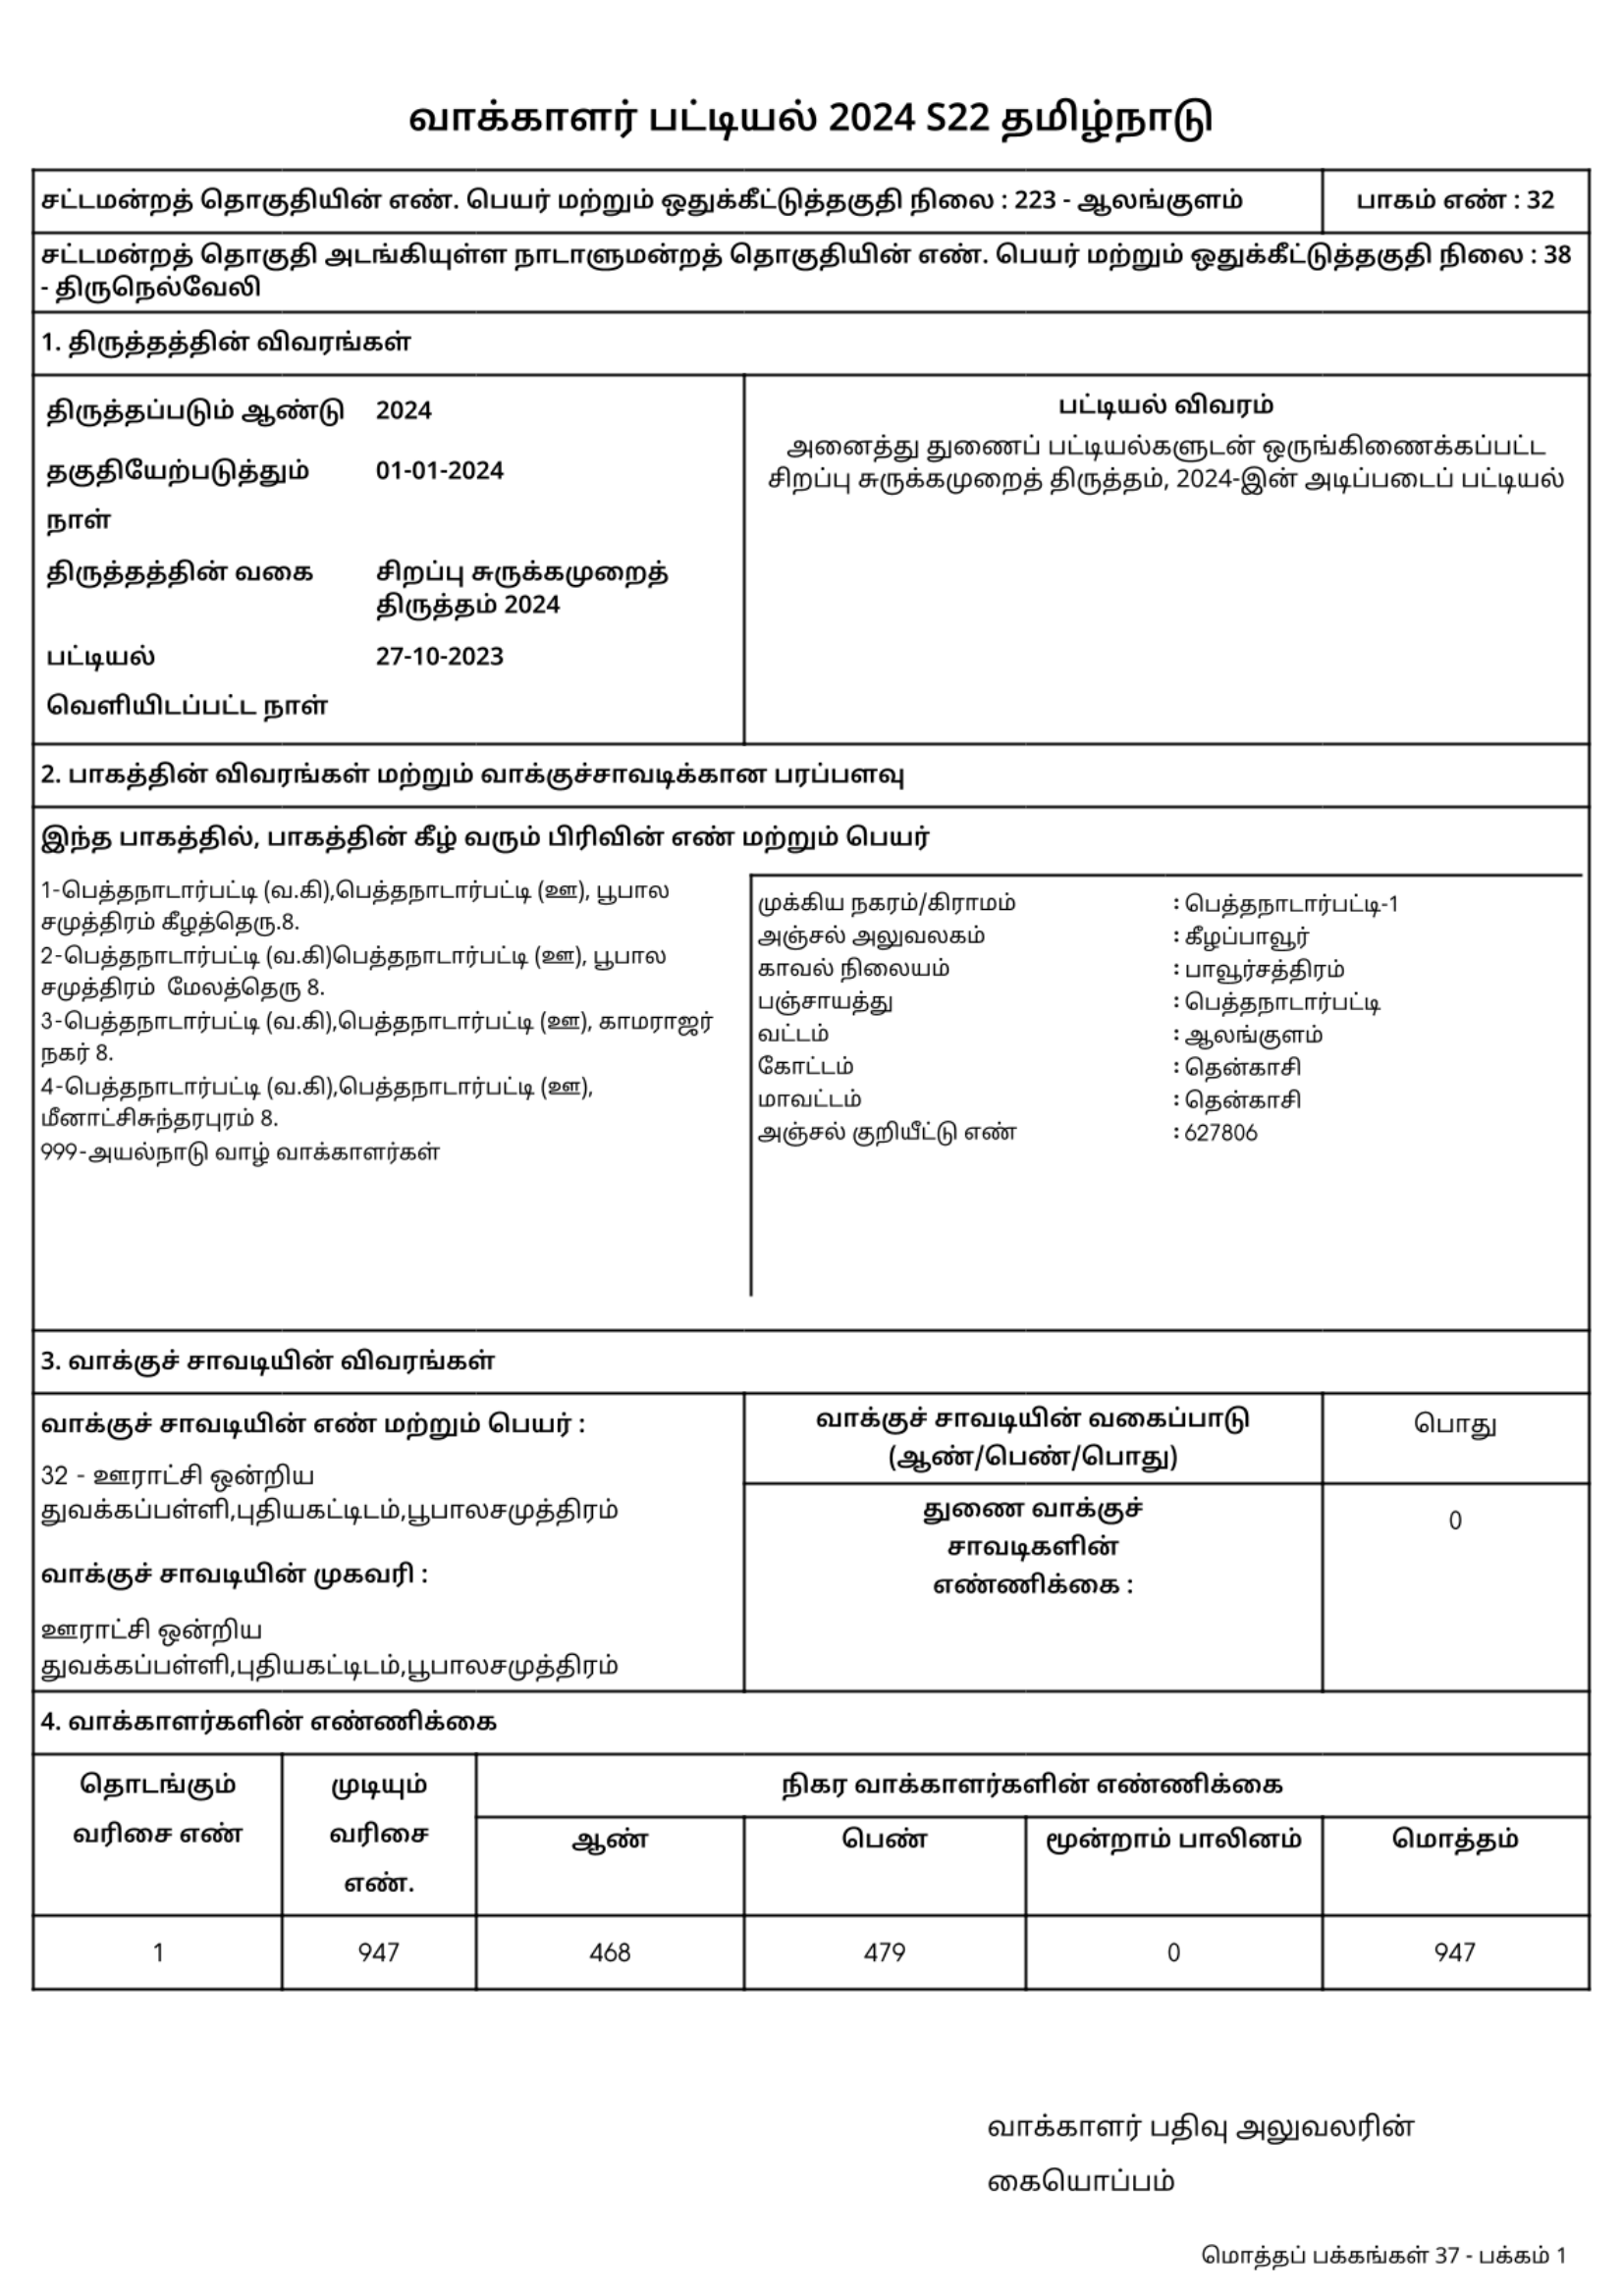 வாக்காளர் பட்டியல் 2024 S22 தமிழ்நாடு
சட்டமன்றத் தொகுதியின் எண். பெயர் மற்றும் ஒதுக்கீட்டுத்தகுதி நிலை : 223 - ஆலங்குளம்
பாகம் எண் : 32
சட்டமன்றத் தொகுதி அடங்கியுள்ள நாடாளுமன்றத் தொகுதியின் எண். பெயர் மற்றும் ஒதுக்கீட்டுத்தகுதி நிலை : 38
- திருநெல்வேலி
1. திருத்தத்தின் விவரங்கள்
திருத்தப்படும் ஆண்டு 2024
தகுதியேற்படுத்தும் 01-01-2024
நாள்
திருத்தத்தின் வகை சிறப்பு சுருக்கமுறைத்
திருத்தம் 2024
பட்டியல் 27-10-2023
வெளியிடப்பட்ட நாள்
பட்டியல் விவரம்
அனைத்து துணைப் பட்டியல்களுடன் ஒருங்கிணைக்கப்பட்ட
சிறப்பு சுருக்கமுறைத் திருத்தம், 2024-இன் அடிப்படைப் பட்டியல்
2. பாகத்தின் விவரங்கள் மற்றும் வாக்குச்சாவடிக்கான பரப்பளவு
இந்த பாகத்தில், பாகத்தின் கீழ் வரும் பிரிவின் எண் மற்றும் பெயர்
1-பெத்தநாடார்பட்டி (வ.கி),பெத்தநாடார்பட்டி (ஊ), பூபால
சமுத்திரம் கீழத்தெரு.8.
2-பெத்தநாடார்பட்டி (வ.கி)பெத்தநாடார்பட்டி (ஊ), பூபால
சமுத்திரம்  மேலத்தெரு 8.
3-பெத்தநாடார்பட்டி (வ.கி),பெத்தநாடார்பட்டி (ஊ), காமராஜர்
நகர் 8.
4-பெத்தநாடார்பட்டி (வ.கி),பெத்தநாடார்பட்டி (ஊ),
மீனாட்சிசுந்தரபுரம் 8.
999-அயல்நாடு வாழ் வாக்காளர்கள்
முக்கிய நகரம்/கிராமம் : பெத்தநாடார்பட்டி-1
அஞ்சல் அலுவலகம் : கீழப்பாவூர்
காவல் நிலையம் : பாவூர்சத்திரம்
பஞ்சாயத்து : பெத்தநாடார்பட்டி
வட்டம் : ஆலங்குளம்
கோட்டம் : தென்காசி
மாவட்டம் : தென்காசி
அஞ்சல் குறியீட்டு எண் : 627806
3. வாக்குச் சாவடியின் விவரங்கள்
வாக்குச் சாவடியின் எண் மற்றும் பெயர் :
32 - ஊராட்சி ஒன்றிய
துவக்கப்பள்ளி,புதியகட்டிடம்,பூபாலசமுத்திரம்
வாக்குச் சாவடியின் முகவரி :
ஊராட்சி ஒன்றிய
துவக்கப்பள்ளி,புதியகட்டிடம்,பூபாலசமுத்திரம்
வாக்குச் சாவடியின் வகைப்பாடு
(ஆண்/பெண்/பொது)
பொது
துணை வாக்குச்
சாவடிகளின்
எண்ணிக்கை :
0
4. வாக்காளர்களின் எண்ணிக்கை
தொடங்கும்
வரிசை எண்
முடியும்
வரிசை
எண்.
நிகர வாக்காளர்களின் எண்ணிக்கை
ஆண் பெண் மூன்றாம் பாலினம் மொத்தம்
1 947 468 479 0 947
வாக்காளர் பதிவு அலுவலரின்
கையொப்பம்
மொத்தப் பக்கங்கள் 37 - பக்கம் 1